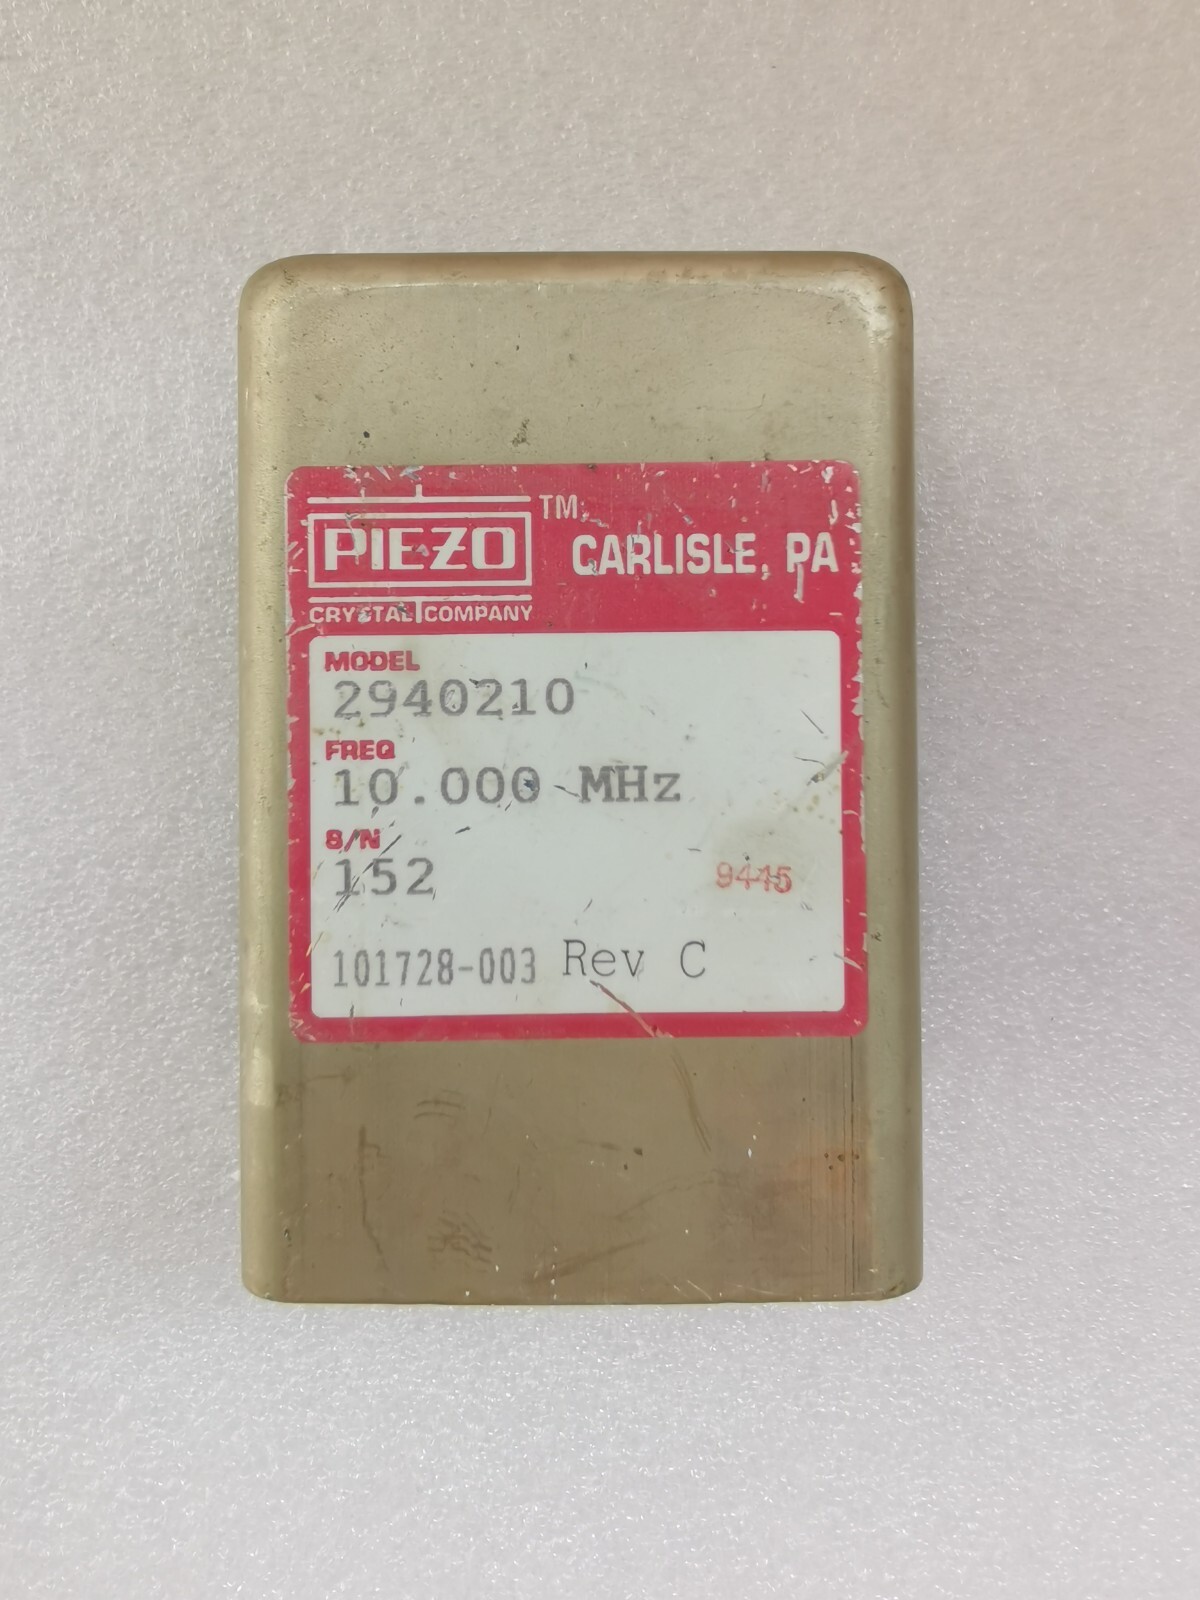 PIEZO TM
CARLISLE, PA
CRYSTAL COMPANY
MODEL
2940210
FREQ
10.000 MHz
S/N
152
9445
101728-003 Rev C